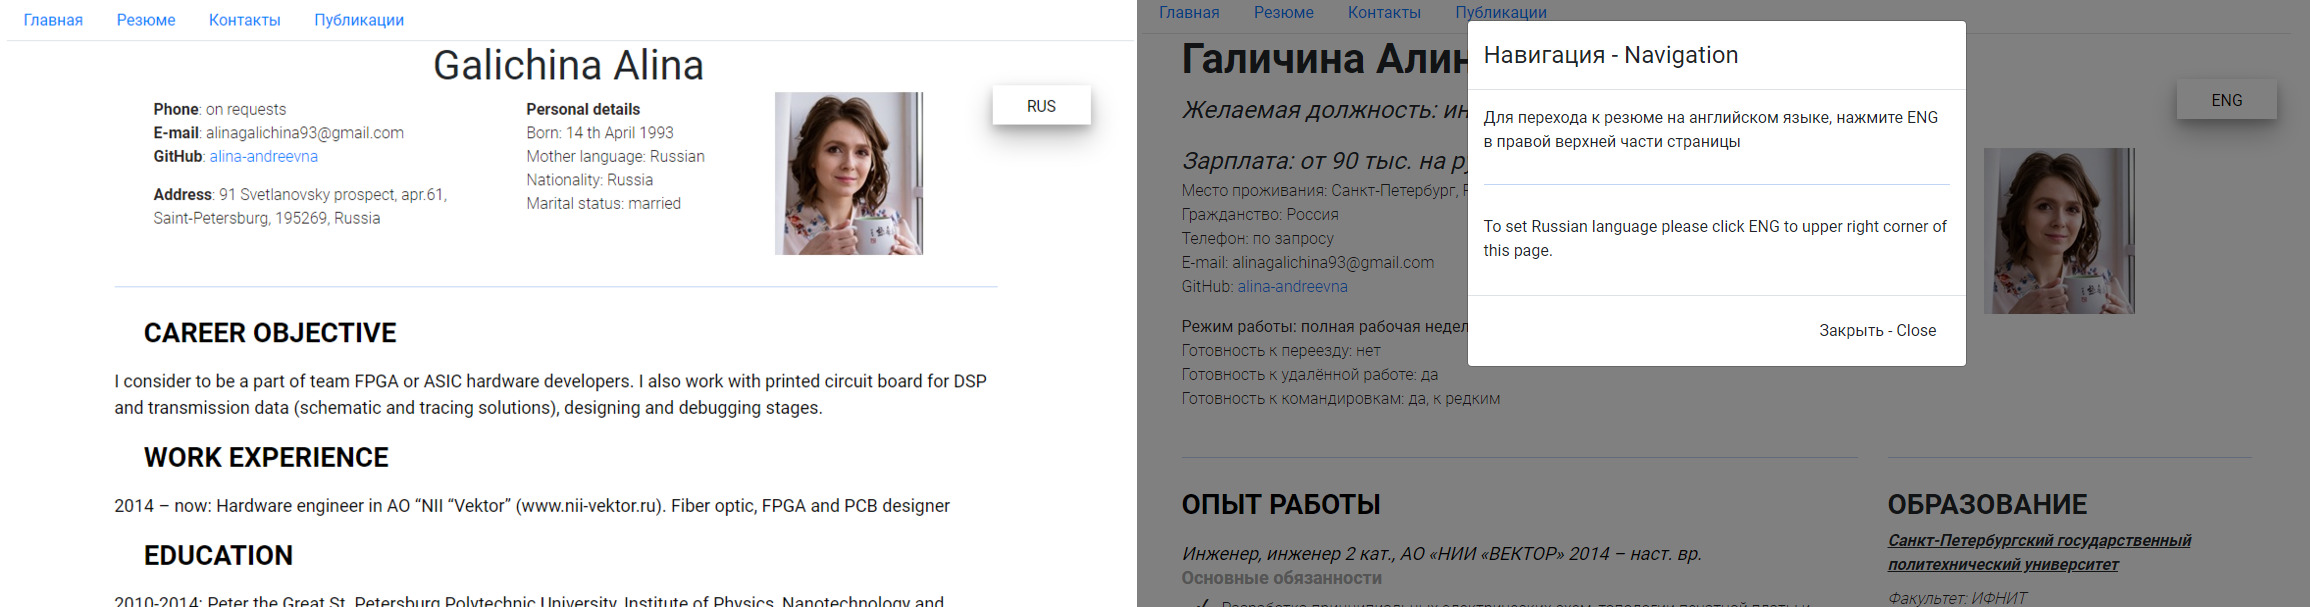 Главная Резюме Контакты Публикации
Galichina Alina
RUS
Phone: on requests
E-mail: alinagalichina93@gmail.com
GitHub: alina-andreevna
Address: 91 Svetlanovsky prospect, apr.61,
Saint-Petersburg, 195269, Russia
Personal details
Born: 14 th April 1993
Mother language: Russian
Nationality: Russia
Marital status: married
CAREER OBJECTIVE
I consider to be a part of team FPGA or ASIC hardware developers. I also work with printed circuit board for DSP
and transmission data (schematic and tracing solutions), designing and debugging stages.
WORK EXPERIENCE
2014 – now: Hardware engineer in AO “NII “Vektor” (www.nii-vektor.ru). Fiber optic, FPGA and PCB designer
EDUCATION
2010-2014: Peter the Great St. Petersburg Polytechnic University, Institute of Physics, Nanotechnology and
Главная Резюме Контакты Публикации
Галичина Алин
ENG
Желаемая должность: ин
Зарплата: от 90 тыс. на ру
Место проживания: Санкт-Петербург,
Гражданство: Россия
Телефон: по запросу
E-mail: alinagalichina93@gmail.com
GitHub: alina-andreevna
Режим работы: полная рабочая недел
Готовность к переезду: нет
Готовность к удалённой работе: да
Готовность к командировкам: да, к редким
Навигация - Navigation
Для перехода к резюме на английском языке, нажмите ENG
в правой верхней части страницы
To set Russian language please click ENG to upper right corner of
this page.
Закрыть - Close
ОПЫТ РАБОТЫ
Инженер, инженер 2 кат., АО «НИИ «ВЕКТОР» 2014 – наст. вр.
Основные обязанности
Разработка принципиальных электрических схем, топологии печатной платы и
ОБРАЗОВАНИЕ
Санкт-Петербургский государственный
политехнический университет
Факультет: ИФНИТ